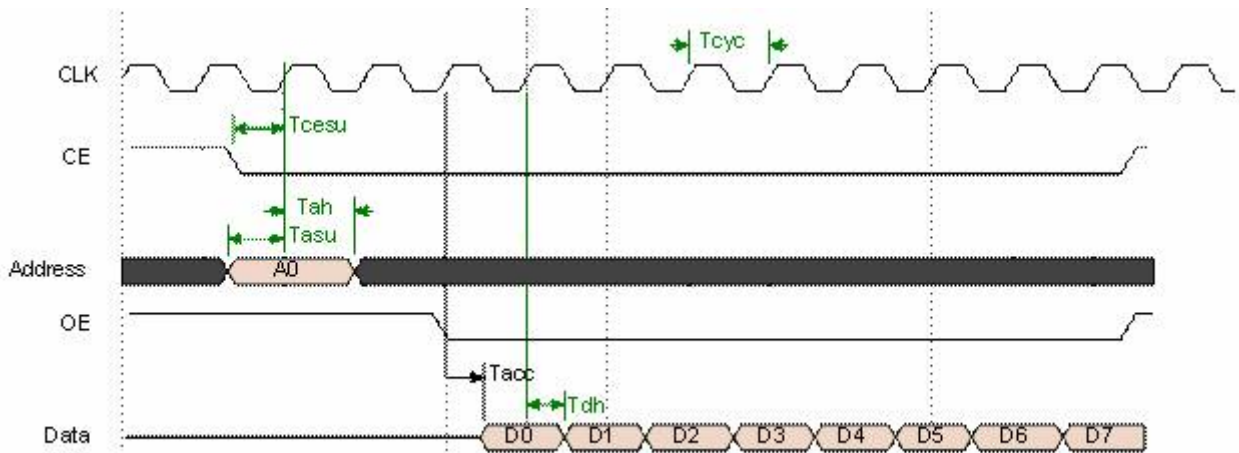 Tcyc
CLK
Tcesu
CE
Tah
Tasu
Address A0
OE
Tacc
Tdh
Data D0 D1 D2 D3 D4 D5 D6 D7